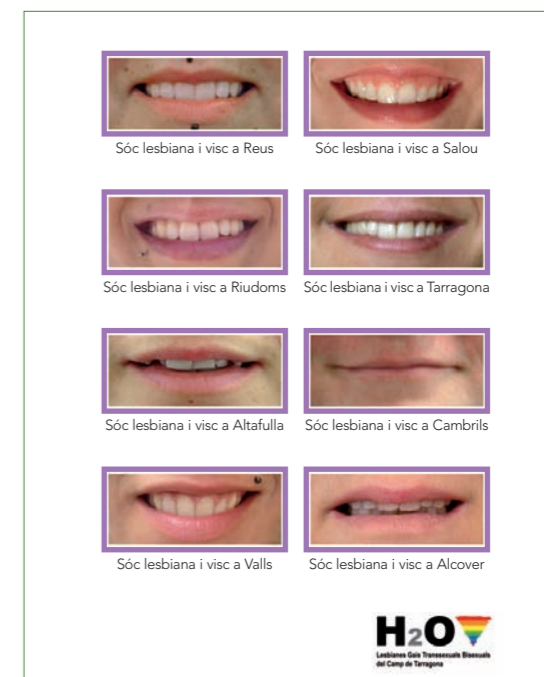 Sóc lesbiana i visc a Reus
Sóc lesbiana i visc a Salou
Sóc lesbiana i visc a Riudoms
Sóc lesbiana i visc a Tarragona
Sóc lesbiana i visc a Altafulla
Sóc lesbiana i visc a Cambrils
Sóc lesbiana i visc a Valls
Sóc lesbiana i visc a Alcover
H2O
Lesbianes Gais Transsexuals Bisexuals
del Camp de Tarragona